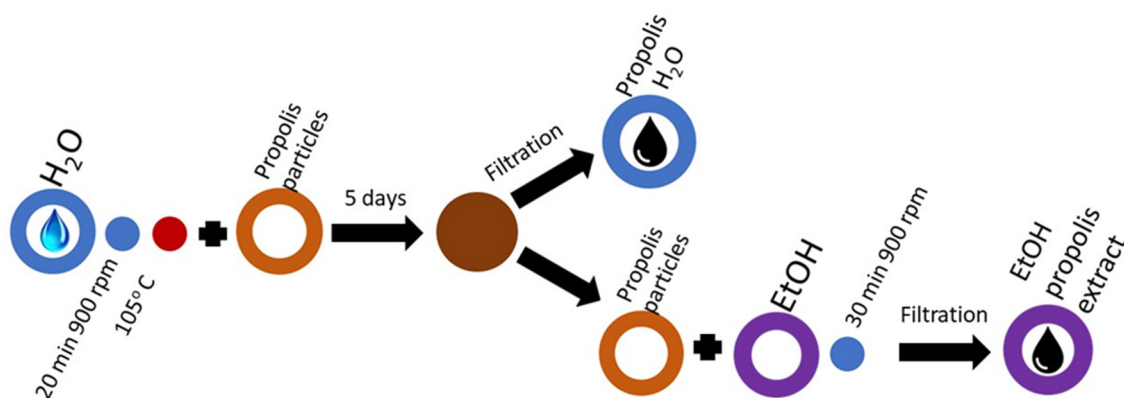 H₂O
20 min 900 rpm
105° C
Propolis
particles
5 days
Filtration
Propolis
H₂O
Propolis
particles
EtOH
30 min 900 rpm
Filtration
EtOH
propolis
extract